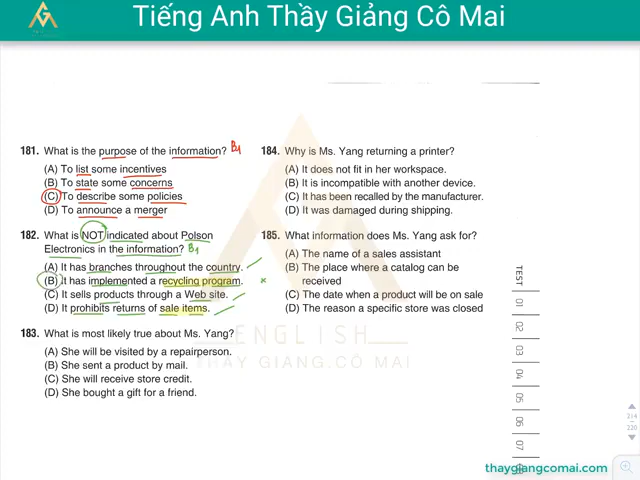 Tiếng Anh Thầy Giảng Cô Mai
181. What is the purpose of the information? B1
(A) To list some incentives
(B) To state some concerns
(C) To describe some policies
(D) To announce a merger
182. What is NOT indicated about Polson
Electronics in the information? B1
(A) It has branches throughout the country.
(B) It has implemented a recycling program.
(C) It sells products through a Web site.
(D) It prohibits returns of sale items.
183. What is most likely true about Ms. Yang?
(A) She will be visited by a repairperson.
(B) She sent a product by mail.
(C) She will receive store credit.
(D) She bought a gift for a friend.
184. Why is Ms. Yang returning a printer?
(A) It does not fit in her workspace.
(B) It is incompatible with another device.
(C) It has been recalled by the manufacturer.
(D) It was damaged during shipping.
185. What information does Ms. Yang ask for?
(A) The name of a sales assistant
(B) The place where a catalog can be
received
(C) The date when a product will be on sale
(D) The reason a specific store was closed
ENGLISH
THAY GIANG.CO MAI
TEST
01
02
03
04
05
06
07
214
220
thaygiangcomai.com